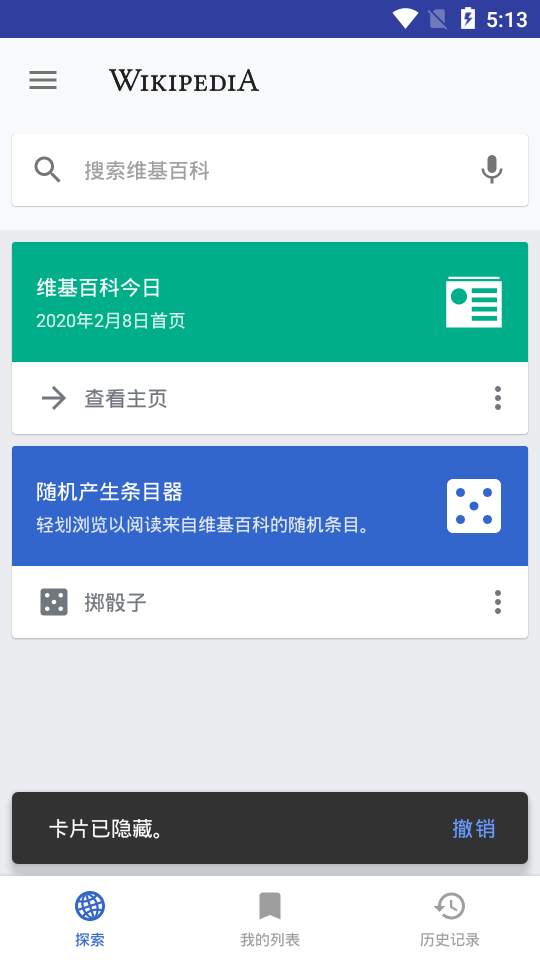 5:13
WIKIPEDIA
搜索维基百科
维基百科今日
2020年2月8日首页
查看主页
随机产生条目器
轻划浏览以阅读来自维基百科的随机条目。
掷骰子
卡片已隐藏。
撤销
探索
我的列表
历史记录